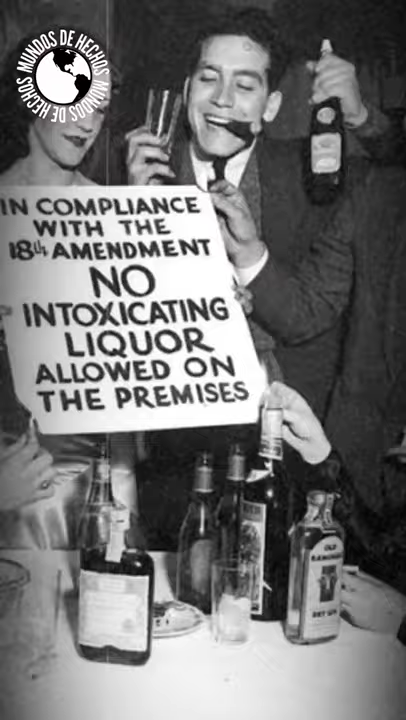 MUNDOS DE HECHOS MUNDOS DE HECHOS
IN COMPLIANCE
WITH THE
18th AMENDMENT
NO
INTOXICATING
LIQUOR
ALLOWED ON
THE PREMISES
OLD
DRY GIN